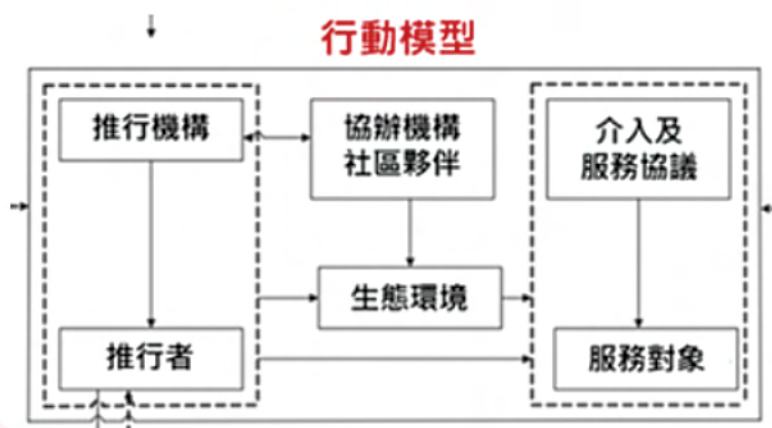 行動模型
推行機構
協辦機構
社區夥伴
介入及
服務協議
生態環境
推行者
服務對象